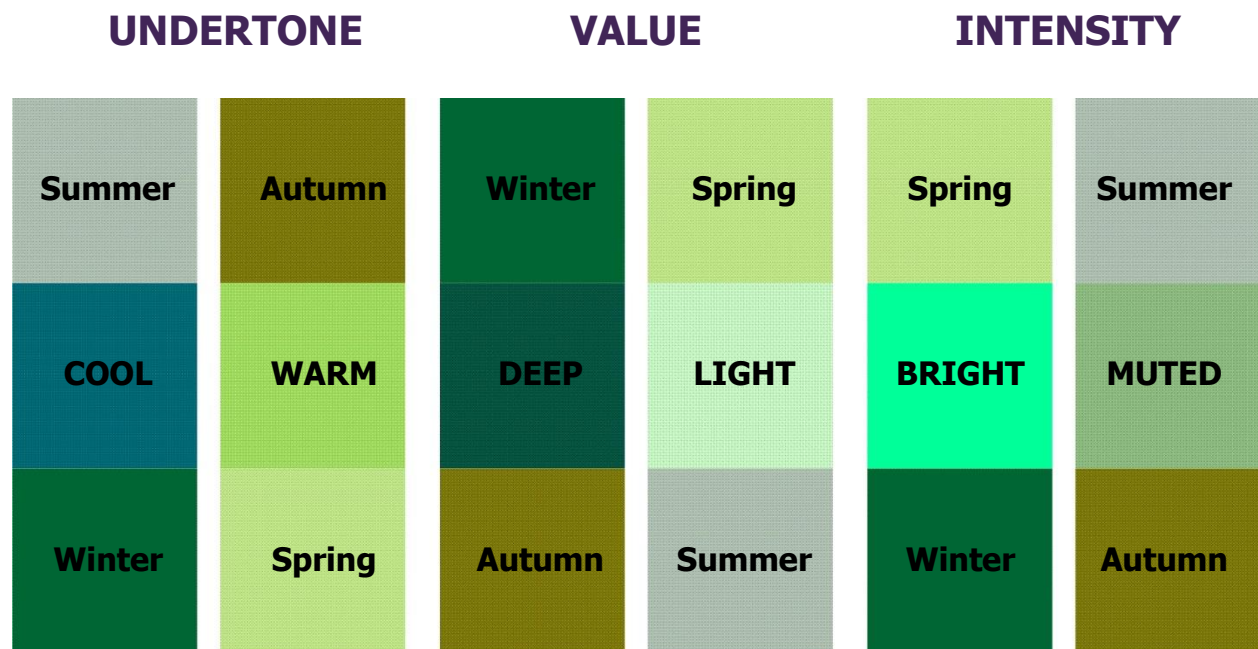 UNDERTONE VALUE INTENSITY
Summer Autumn Winter Spring Spring Summer
COOL WARM DEEP LIGHT BRIGHT MUTED
Winter Spring Autumn Summer Winter Autumn